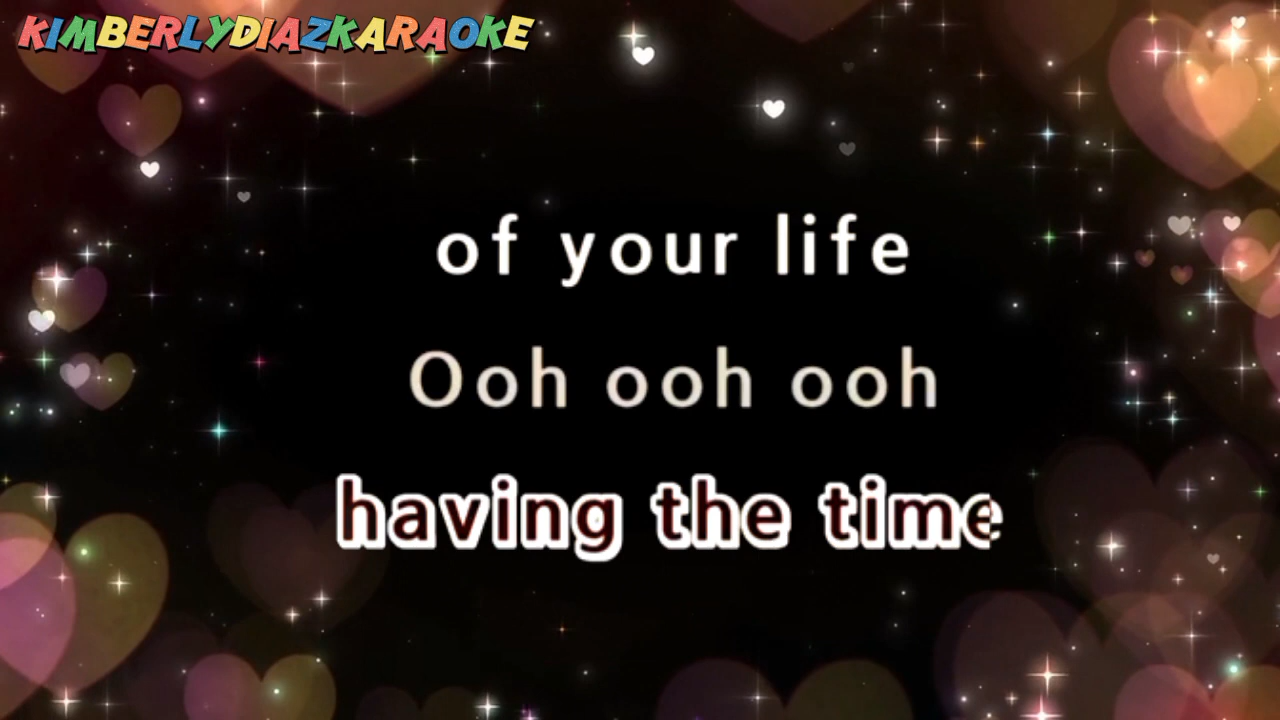 KIMBERLYDIAZKARAOKE
of your life
Ooh ooh ooh
having the time